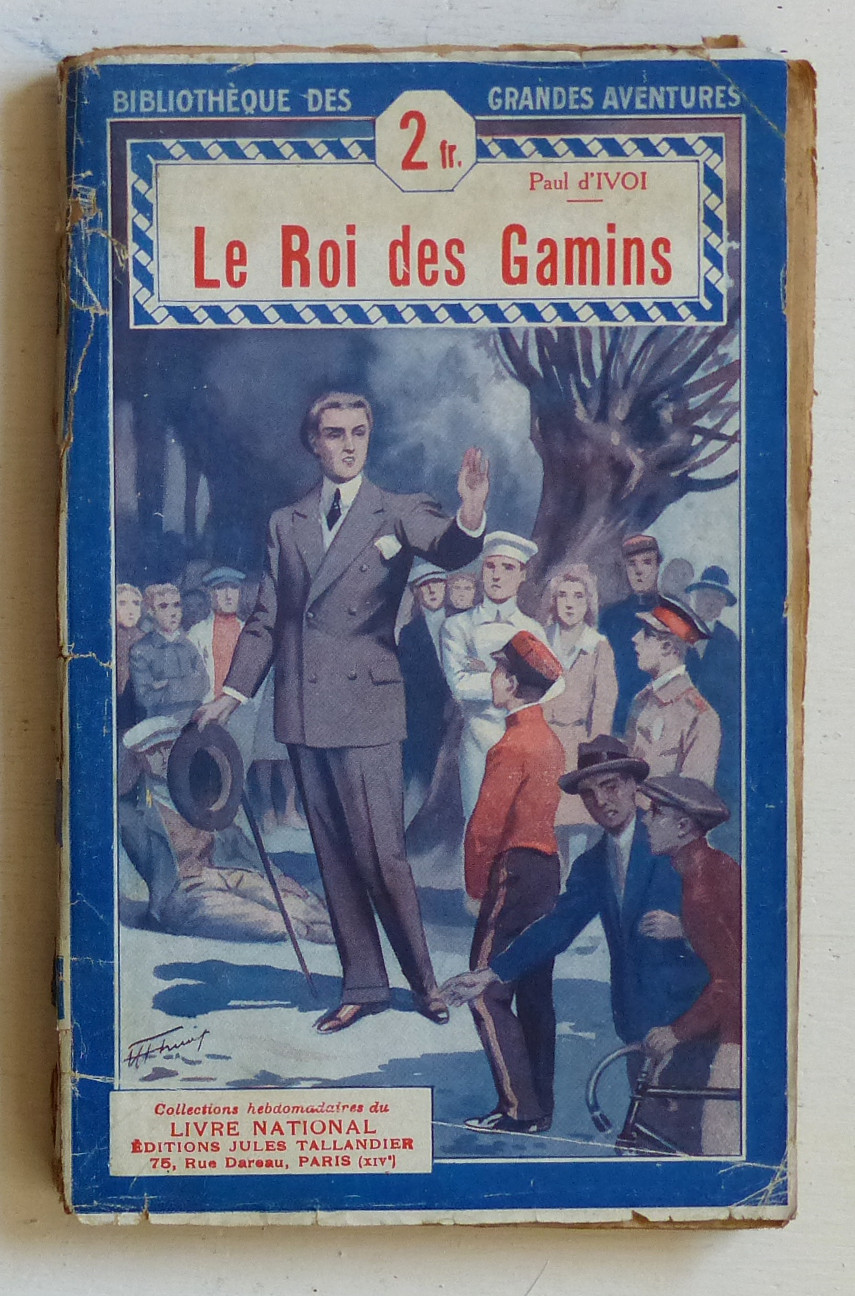 BIBLIOTHÈQUE DES GRANDES AVENTURES
2 fr.
Paul d'IVOI
Le Roi des Gamins
Collections hebdomadaires du
LIVRE NATIONAL
ÉDITIONS JULES TALLANDIER
75, Rue Dareau, PARIS (XIVᵉ)